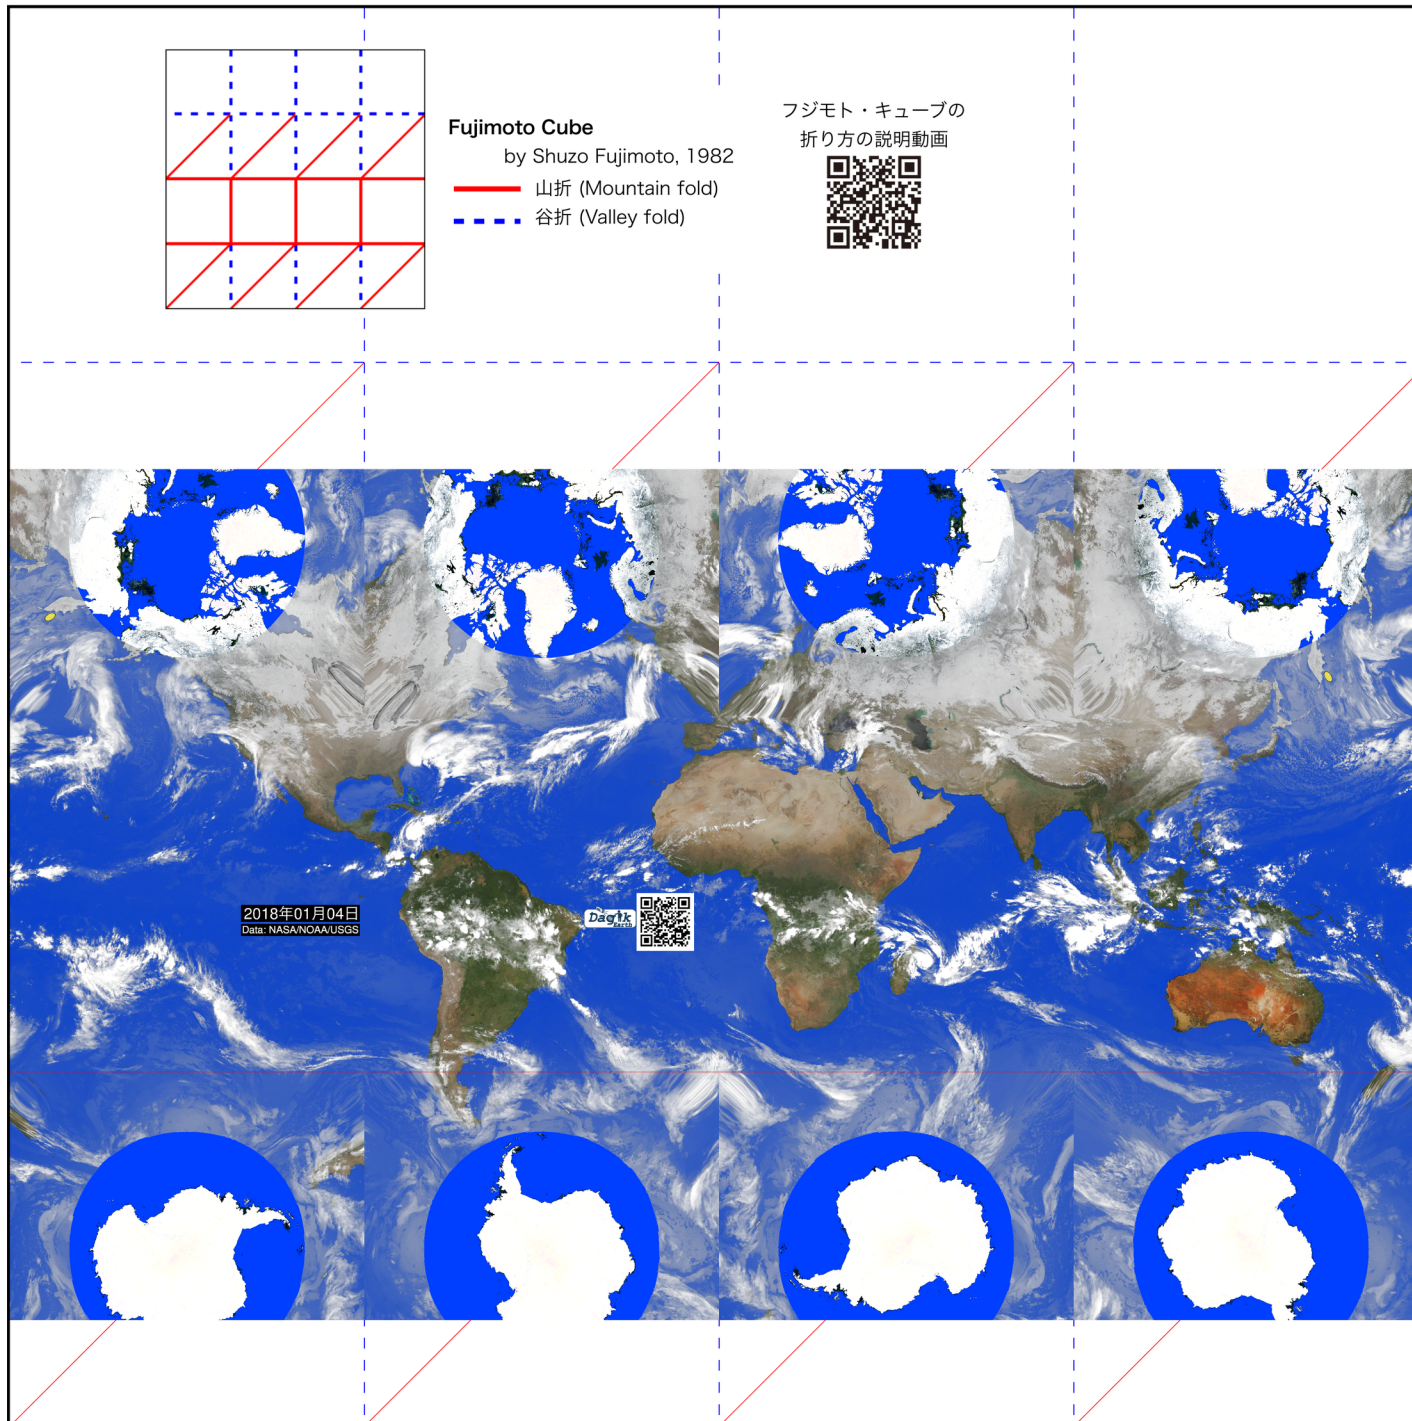 Fujimoto Cube
by Shuzo Fujimoto, 1982
山折 (Mountain fold)
谷折 (Valley fold)
フジモト・キューブの
折り方の説明動画
2018年01月04日
Data: NASA/NOAA/USGS
Dagik
Earth